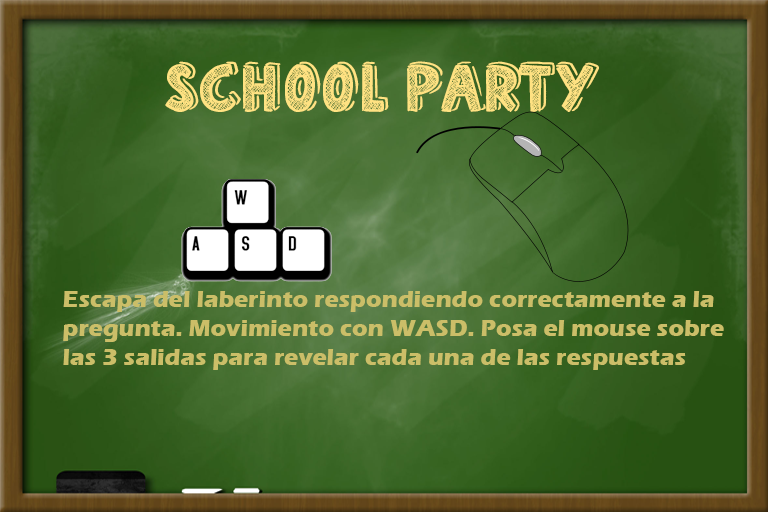 SCHOOL PARTY
W
A S D
Escapa del laberinto respondiendo correctamente a la
pregunta. Movimiento con WASD. Posa el mouse sobre
las 3 salidas para revelar cada una de las respuestas